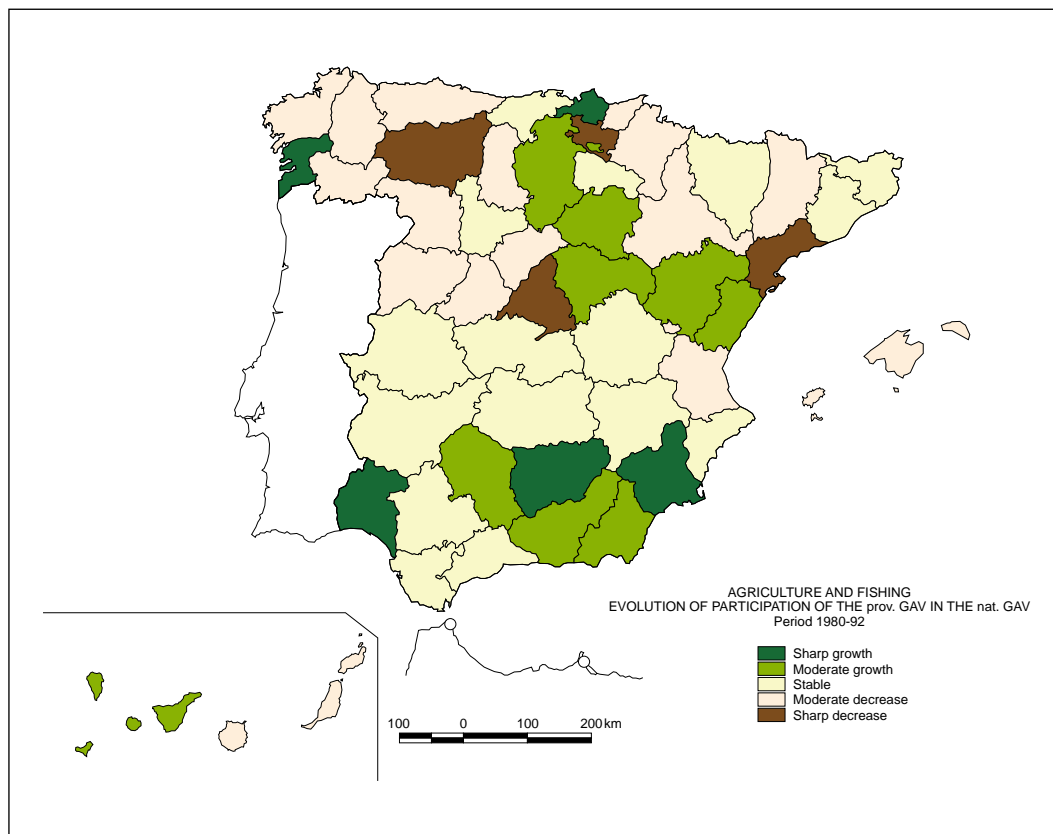 AGRICULTURE AND FISHING
EVOLUTION OF PARTICIPATION OF THE prov. GAV IN THE nat. GAV
Period 1980-92
Sharp growth
Moderate growth
Stable
Moderate decrease
Sharp decrease
100 0 100 200 km